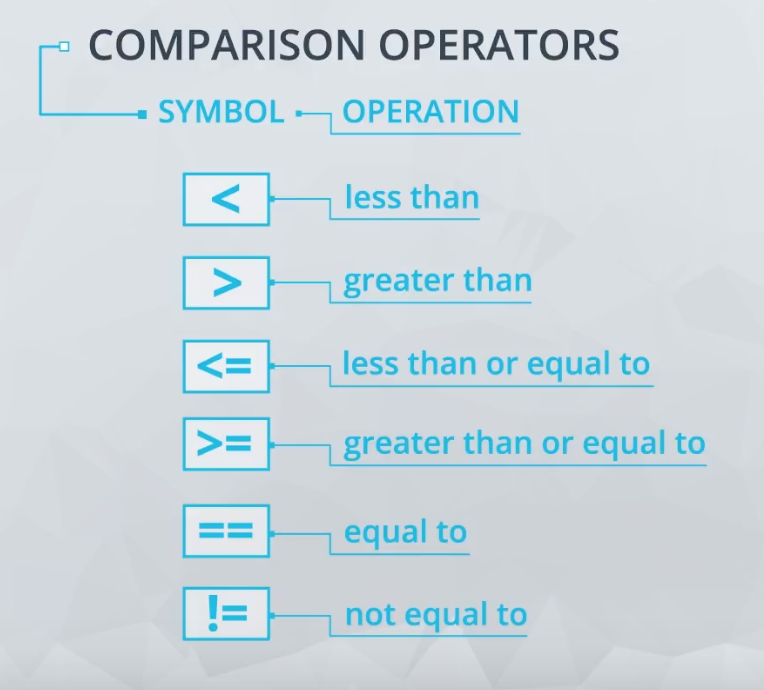 COMPARISON OPERATORS
SYMBOL OPERATION
< less than
> greater than
<= less than or equal to
>= greater than or equal to
== equal to
!= not equal to